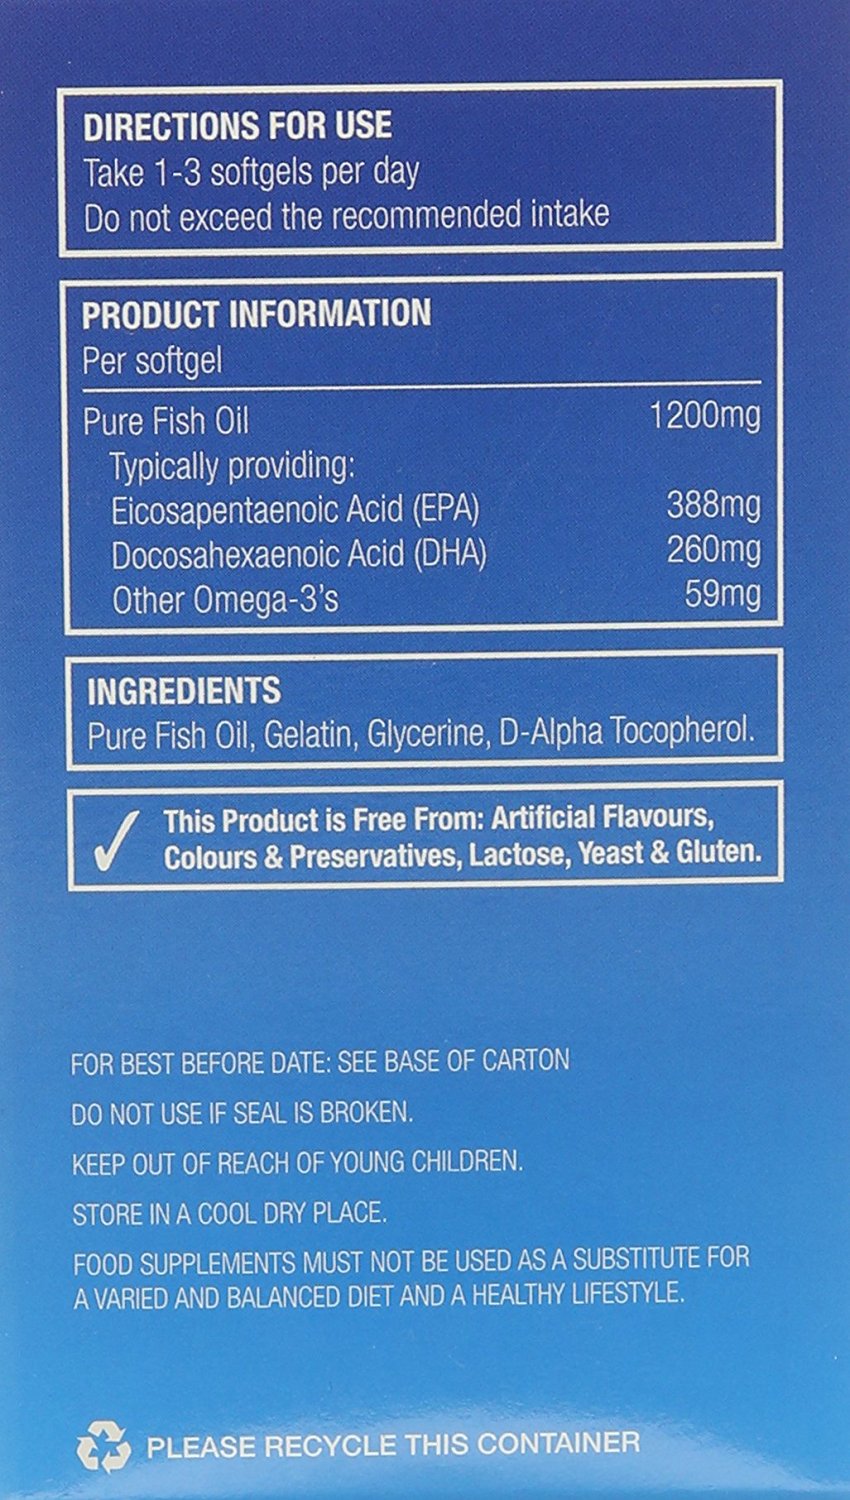 DIRECTIONS FOR USE
Take 1-3 softgels per day
Do not exceed the recommended intake
PRODUCT INFORMATION
Per softgel
Pure Fish Oil 1200mg
Typically providing:
Eicosapentaenoic Acid (EPA) 388mg
Docosahexaenoic Acid (DHA) 260mg
Other Omega-3's 59mg
INGREDIENTS
Pure Fish Oil, Gelatin, Glycerine, D-Alpha Tocopherol.
This Product is Free From: Artificial Flavours,
Colours & Preservatives, Lactose, Yeast & Gluten.
FOR BEST BEFORE DATE: SEE BASE OF CARTON
DO NOT USE IF SEAL IS BROKEN.
KEEP OUT OF REACH OF YOUNG CHILDREN.
STORE IN A COOL DRY PLACE.
FOOD SUPPLEMENTS MUST NOT BE USED AS A SUBSTITUTE FOR
A VARIED AND BALANCED DIET AND A HEALTHY LIFESTYLE.
PLEASE RECYCLE THIS CONTAINER